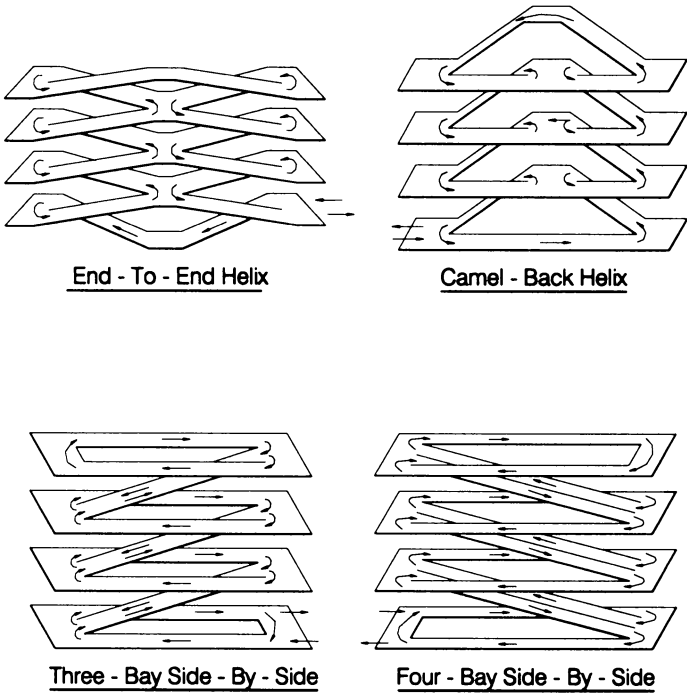 End - To - End Helix
Camel - Back Helix
Three - Bay Side - By - Side
Four - Bay Side - By - Side